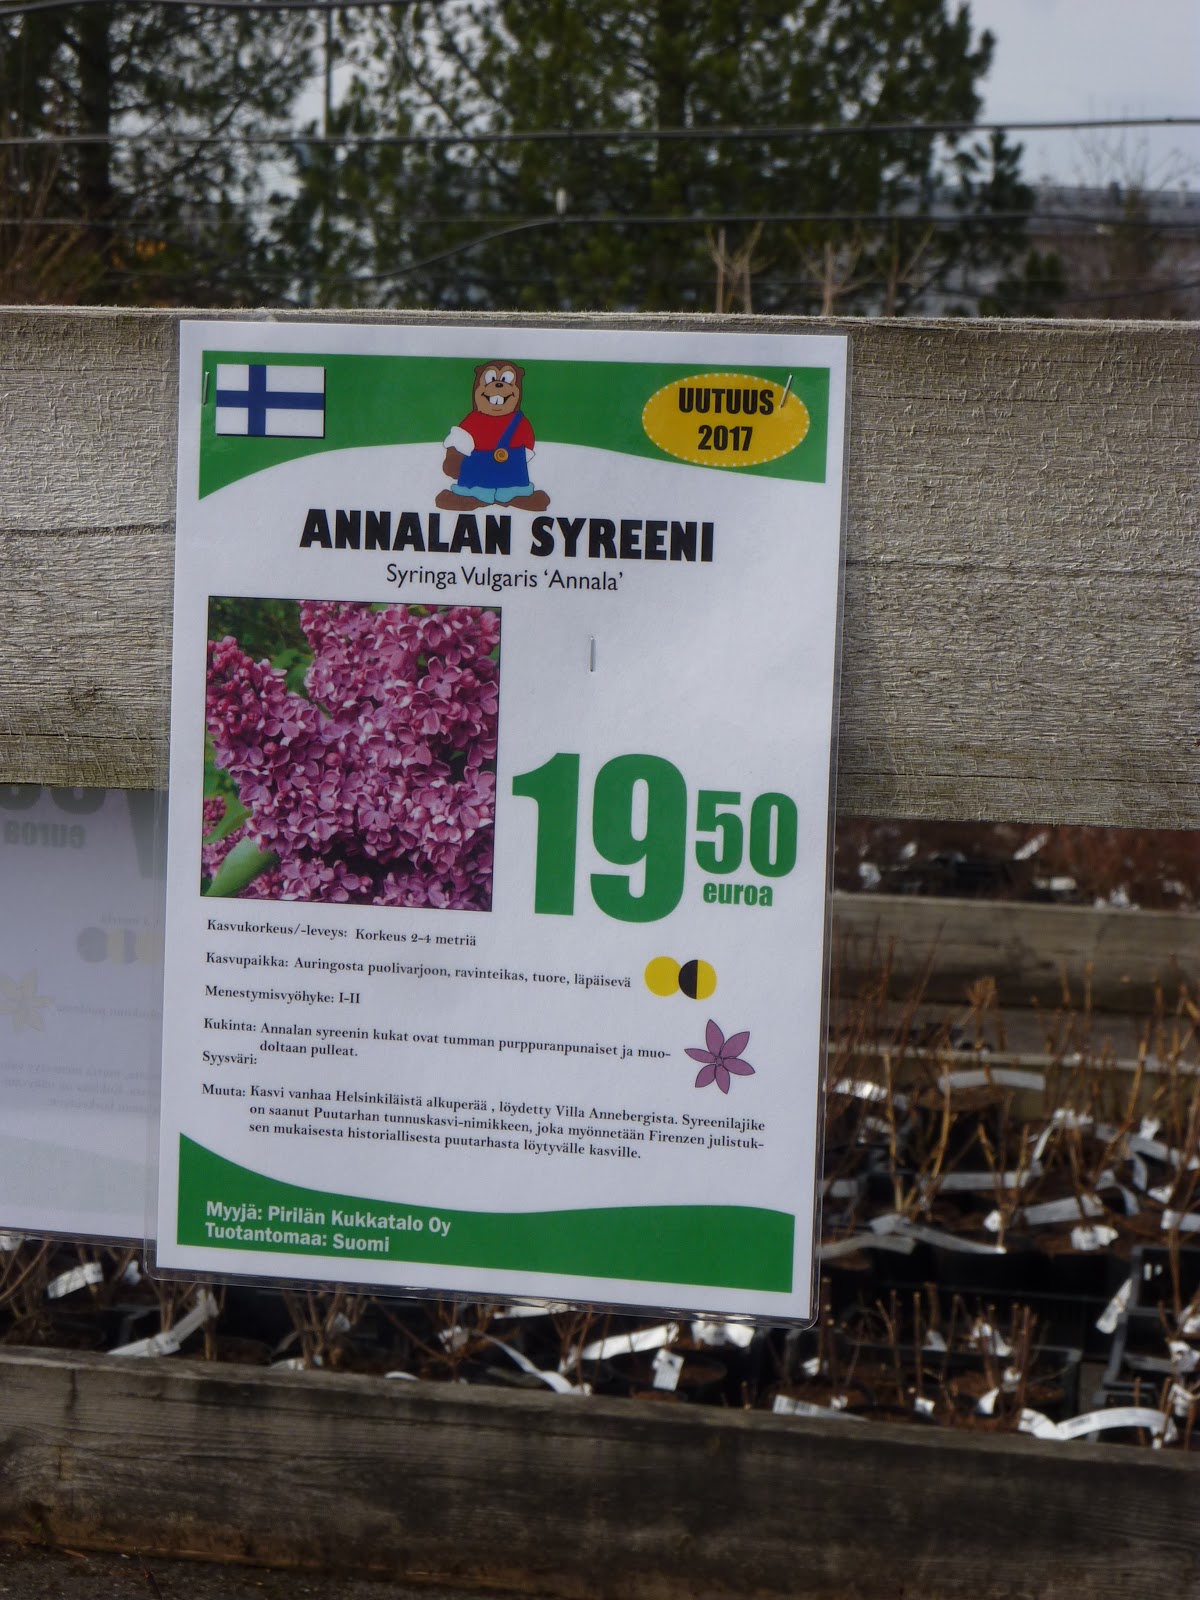 UUTUUS
2017
ANNALAN SYREENI
Syringa Vulgaris ‘Annala’
19 50
euroa
Kasvukorkeus/-leveys: Korkeus 2-4 metriä
Kasvupaikka: Auringosta puolivarjoon, ravinteikas, tuore, läpäisevä
Menestymisvyöhyke: I-II
Kukinta: Annalan syreenin kukat ovat tumman purppuranpunaiset ja muo-
doltaan pulleat.
Syysväri:
Muuta: Kasvi vanhaa Helsinkiläistä alkuperää , löydetty Villa Annebergista. Syreenilajike
on saanut Puutarhan tunnuskasvi-nimikkeen, joka myönnetään Firenzen julistuk-
sen mukaisesta historiallisesta puutarhasta löytyvälle kasville.
Myyjä: Pirilän Kukkatalo Oy
Tuotantomaa: Suomi
euroa